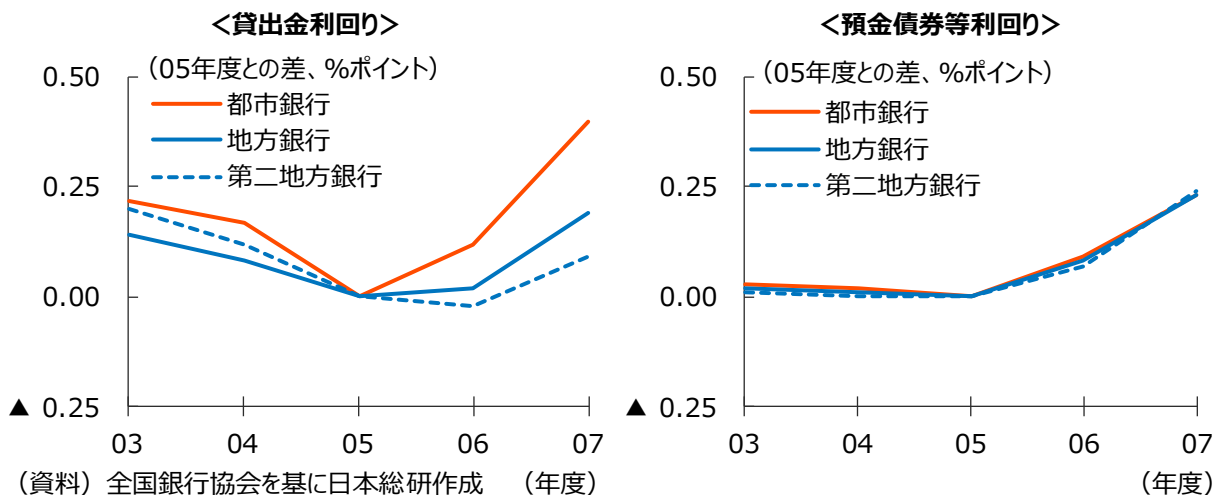 <貸出金利回り>
(05年度との差、%ポイント)
都市銀行
地方銀行
第二地方銀行
0.50
0.25
0.00
▲ 0.25
03 04 05 06 07
(資料)全国銀行協会を基に日本総研作成 (年度)
<預金債券等利回り>
(05年度との差、%ポイント)
都市銀行
地方銀行
第二地方銀行
0.50
0.25
0.00
▲ 0.25
03 04 05 06 07
(年度)